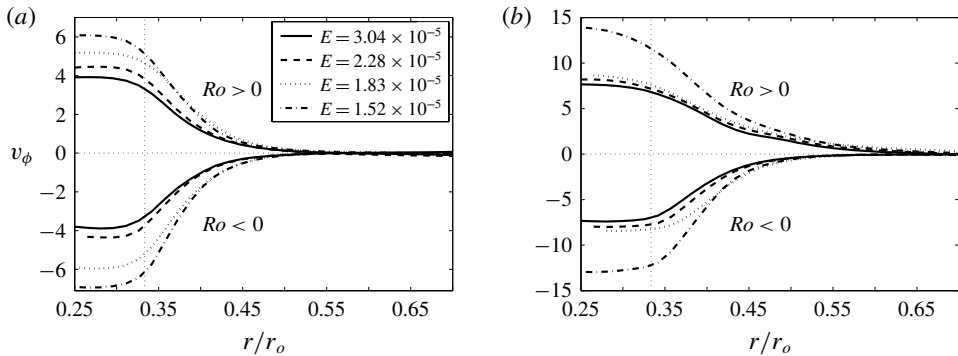 (a)
6
4
2
0
−2
−4
−6
v_ϕ
E = 3.04 × 10⁻⁵
E = 2.28 × 10⁻⁵
E = 1.83 × 10⁻⁵
E = 1.52 × 10⁻⁵
Ro > 0
Ro < 0
0.25 0.35 0.45 0.55 0.65
r/r_o
(b)
15
10
5
0
−5
−10
−15
Ro > 0
Ro < 0
0.25 0.35 0.45 0.55 0.65
r/r_o